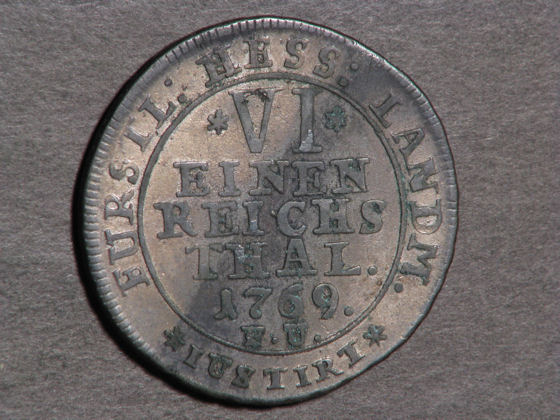 FURSTL. HESS: LANDM.
VI
EINEN
REICHS
THAL.
1769.
F.U.
IUSTIRT